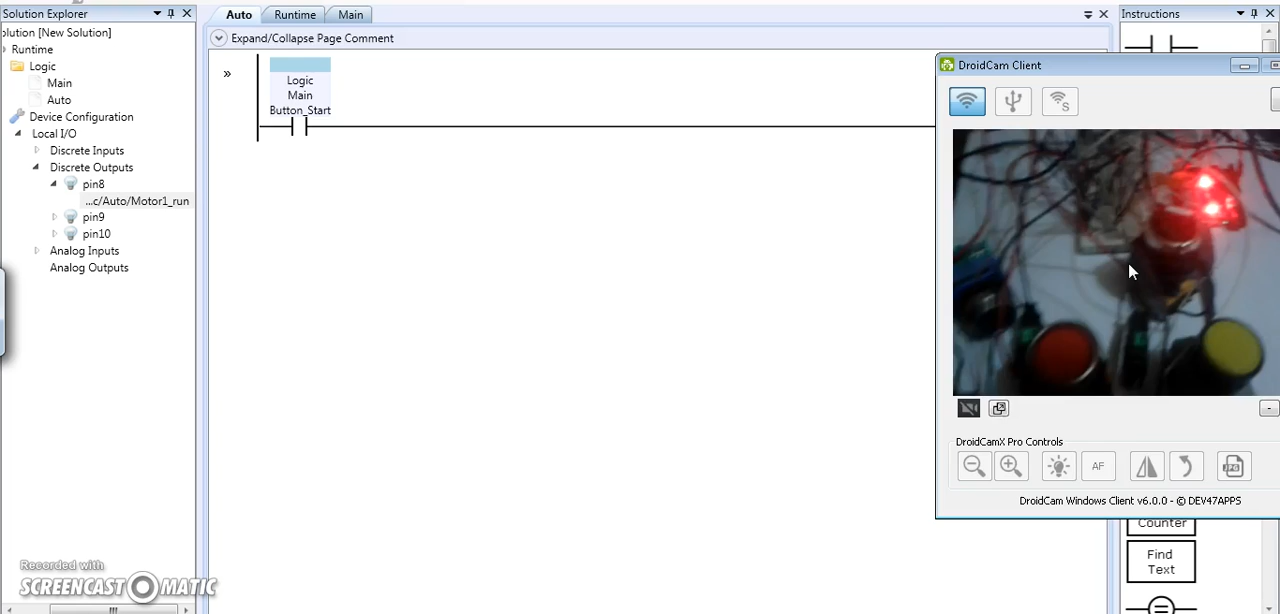 Solution Explorer
olution [New Solution]
Runtime
Logic
Main
Auto
Device Configuration
Local I/O
Discrete Inputs
Discrete Outputs
pin8
...c/Auto/Motor1_run
pin9
pin10
Analog Inputs
Analog Outputs
Auto
Runtime
Main
Expand/Collapse Page Comment
Logic
Main
Button_Start
Instructions
DroidCam Client
S
DroidCamX Pro Controls
AF
JPG
DroidCam Windows Client v6.0.0 - © DEV47APPS
Counter
Find
Text
Recorded with
SCREENCAST-O-MATIC